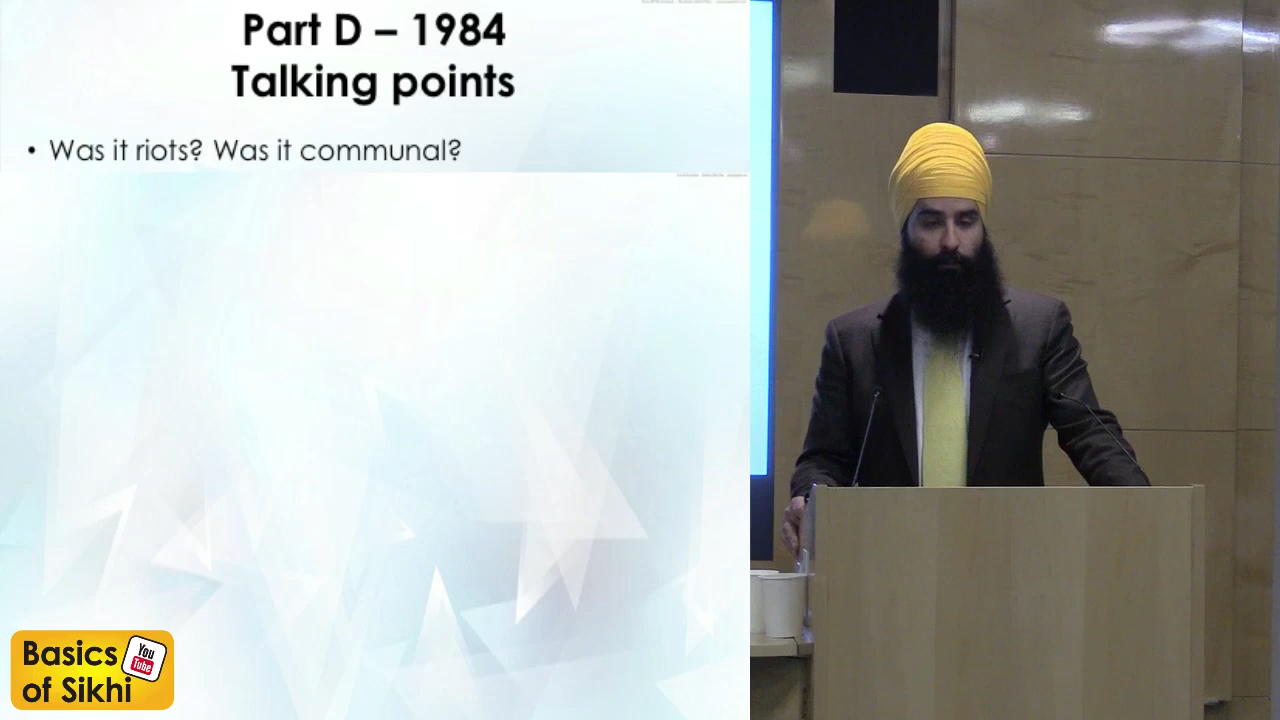 Part D – 1984
Talking points
• Was it riots? Was it communal?
Basics
of Sikhi
You
Tube